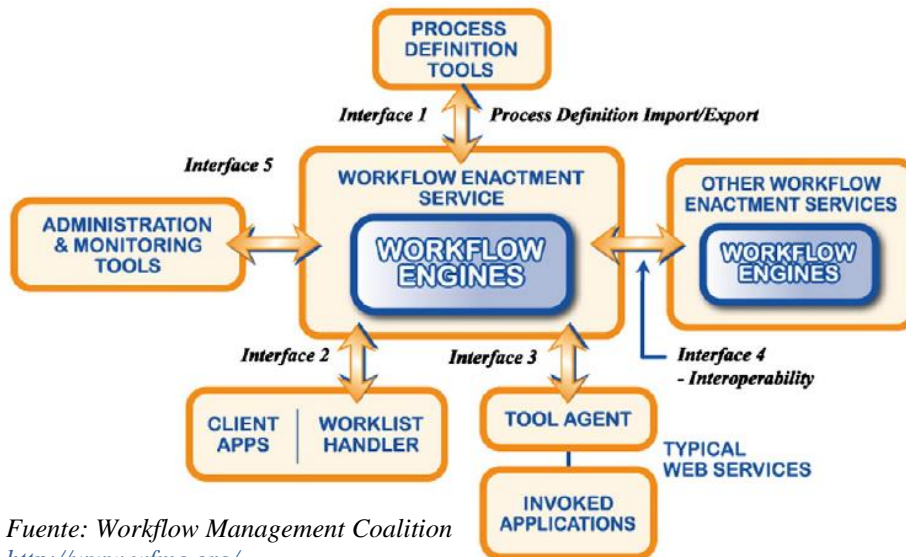 PROCESS
DEFINITION
TOOLS
Interface 1
Process Definition Import/Export
Interface 5
WORKFLOW ENACTMENT
SERVICE
WORKFLOW
ENGINES
OTHER WORKFLOW
ENACTMENT SERVICES
WORKFLOW
ENGINES
ADMINISTRATION
& MONITORING
TOOLS
Interface 2
Interface 3
Interface 4
- Interoperability
CLIENT
APPS
WORKLIST
HANDLER
TOOL AGENT
TYPICAL
WEB SERVICES
INVOKED
APPLICATIONS
Fuente: Workflow Management Coalition